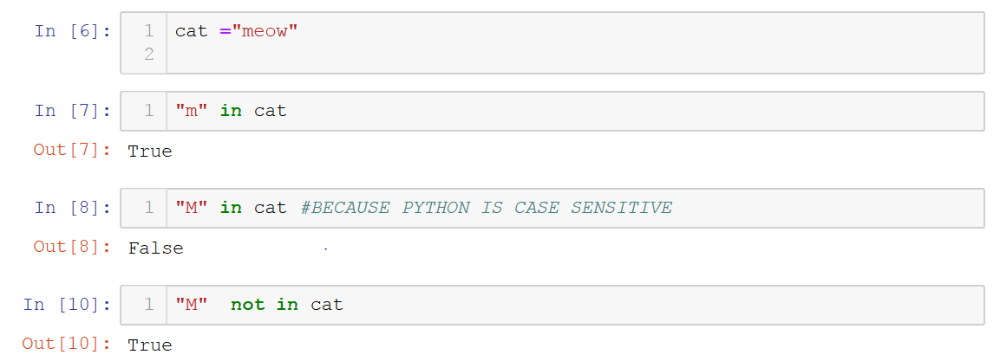 In [6]: 1 cat ="meow"
2
In [7]: 1 "m" in cat
Out[7]: True
In [8]: 1 "M" in cat #BECAUSE PYTHON IS CASE SENSITIVE
Out[8]: False
In [10]: 1 "M"  not in cat
Out[10]: True